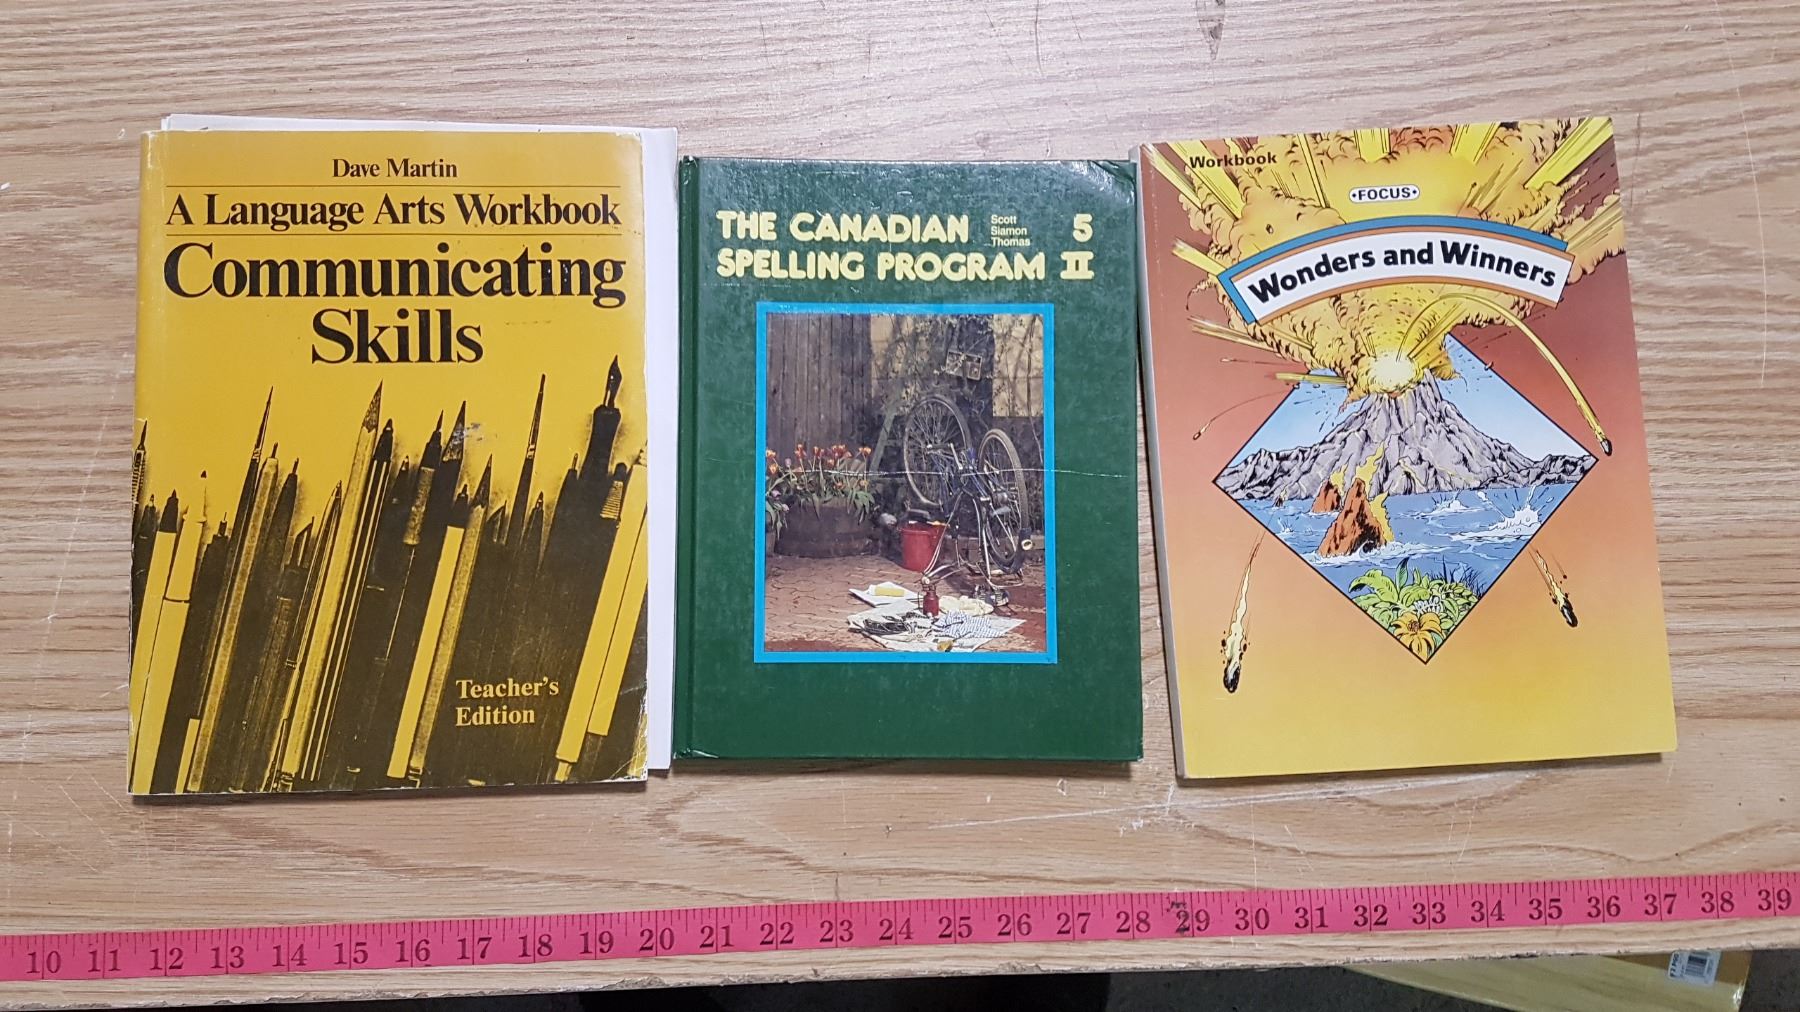 Dave Martin
A Language Arts Workbook
Communicating
Skills
Teacher's
Edition
THE CANADIAN
SPELLING PROGRAM
Scott
Slamon
Thomas
5
II
Workbook
•FOCUS•
Wonders and Winners
10 11 12 13 14 15 16 17 18 19 20 21 22 23 24 25 26 27 28 29 30 31 32 33 34 35 36 37 38 39